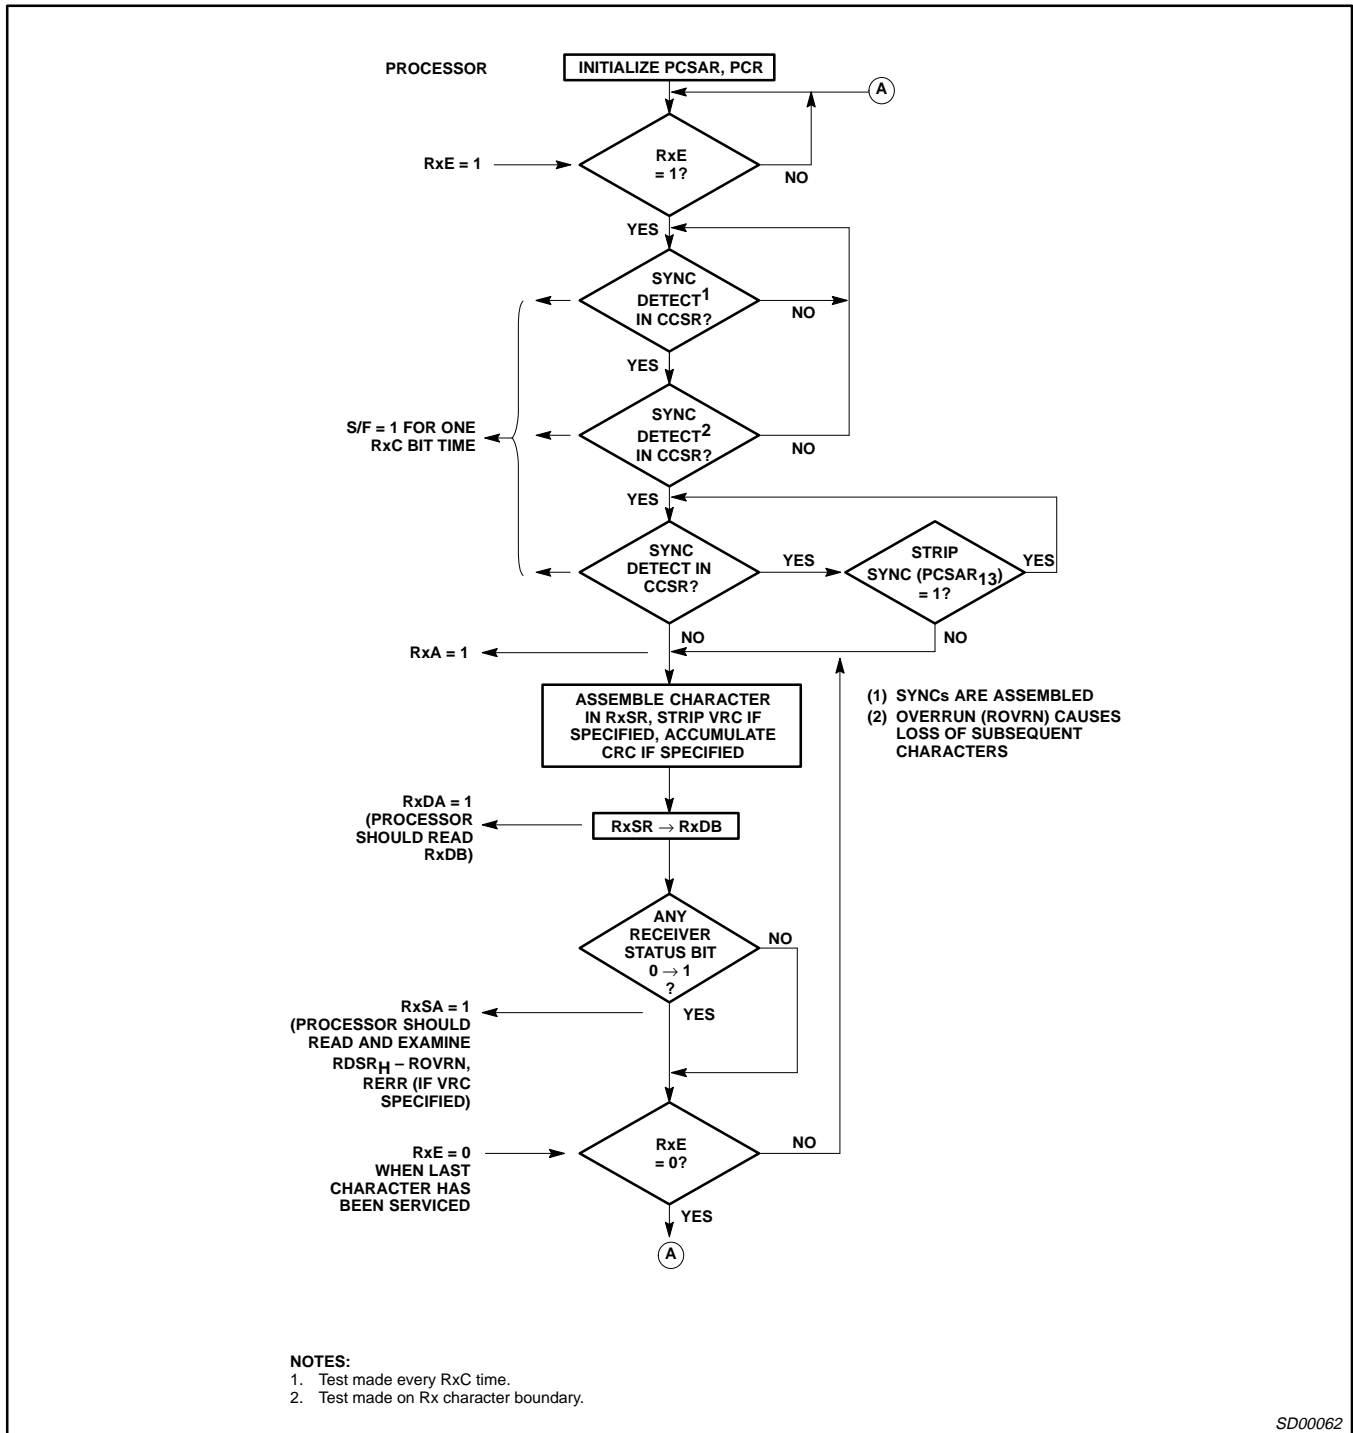 PROCESSOR
INITIALIZE PCSAR, PCR
A
RxE = 1
RxE
= 1?
NO
YES
SYNC
DETECT1
IN CCSR?
NO
YES
S/F = 1 FOR ONE
RxC BIT TIME
SYNC
DETECT2
IN CCSR?
NO
YES
SYNC
DETECT IN
CCSR?
YES
STRIP
SYNC (PCSAR13)
= 1?
YES
NO
NO
RxA = 1
ASSEMBLE CHARACTER
IN RxSR, STRIP VRC IF
SPECIFIED, ACCUMULATE
CRC IF SPECIFIED
(1) SYNCs ARE ASSEMBLED
(2) OVERRUN (ROVRN) CAUSES
LOSS OF SUBSEQUENT
CHARACTERS
RxDA = 1
(PROCESSOR
SHOULD READ
RxDB)
RxSR → RxDB
ANY
RECEIVER
STATUS BIT
0 → 1
?
NO
YES
RxSA = 1
(PROCESSOR SHOULD
READ AND EXAMINE
RDSRH – ROVRN,
RERR (IF VRC
SPECIFIED)
RxE = 0
WHEN LAST
CHARACTER HAS
BEEN SERVICED
RxE
= 0?
NO
YES
A
NOTES:
1. Test made every RxC time.
2. Test made on Rx character boundary.
SD00062